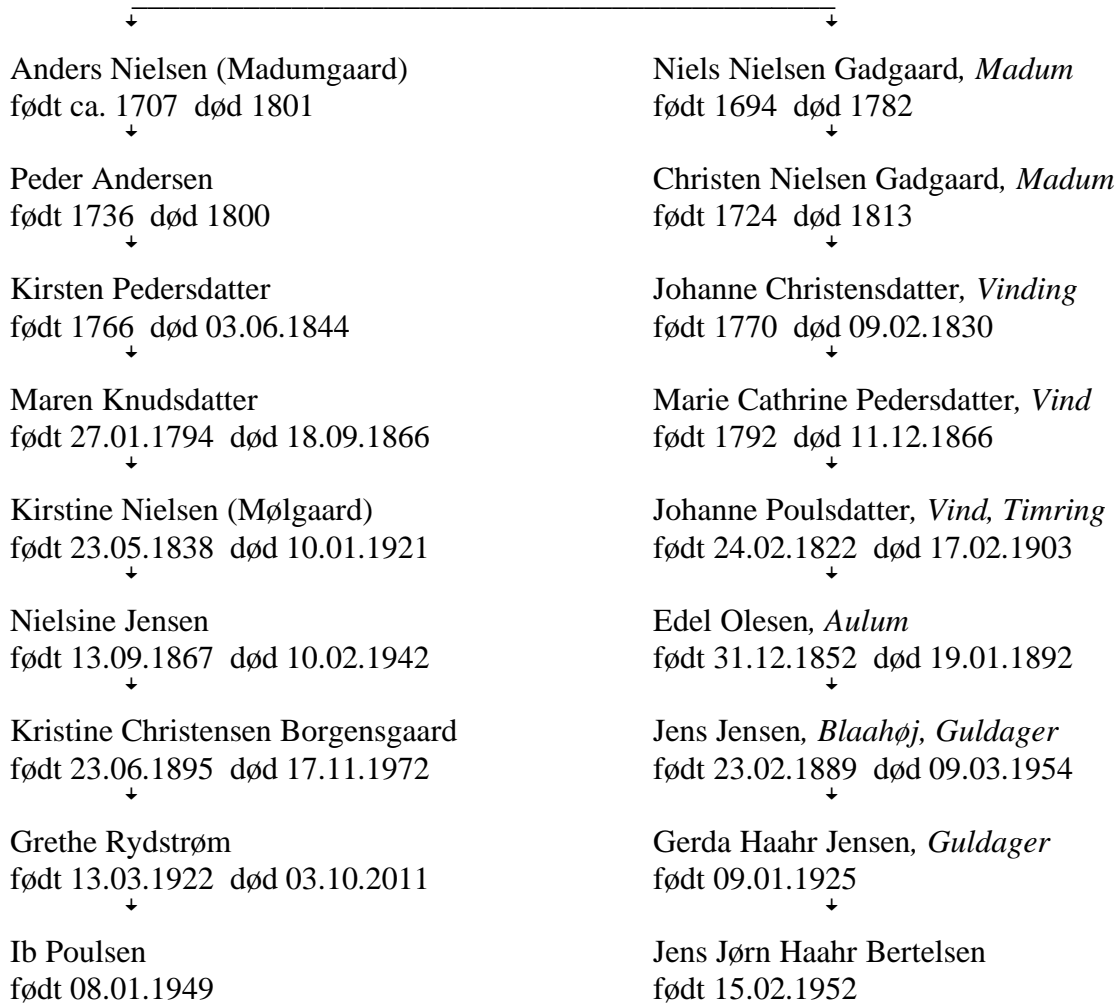 Anders Nielsen (Madumgaard)
født ca. 1707 død 1801
Peder Andersen
født 1736 død 1800
Kirsten Pedersdatter
født 1766 død 03.06.1844
Maren Knudsdatter
født 27.01.1794 død 18.09.1866
Kirstine Nielsen (Mølgaard)
født 23.05.1838 død 10.01.1921
Nielsine Jensen
født 13.09.1867 død 10.02.1942
Kristine Christensen Borgensgaard
født 23.06.1895 død 17.11.1972
Grethe Rydstrøm
født 13.03.1922 død 03.10.2011
Ib Poulsen
født 08.01.1949
Niels Nielsen Gadgaard, Madum
født 1694 død 1782
Christen Nielsen Gadgaard, Madum
født 1724 død 1813
Johanne Christensdatter, Vinding
født 1770 død 09.02.1830
Marie Cathrine Pedersdatter, Vind
født 1792 død 11.12.1866
Johanne Poulsdatter, Vind, Timring
født 24.02.1822 død 17.02.1903
Edel Olesen, Aulum
født 31.12.1852 død 19.01.1892
Jens Jensen, Blaahøj, Guldager
født 23.02.1889 død 09.03.1954
Gerda Haahr Jensen, Guldager
født 09.01.1925
Jens Jørn Haahr Bertelsen
født 15.02.1952